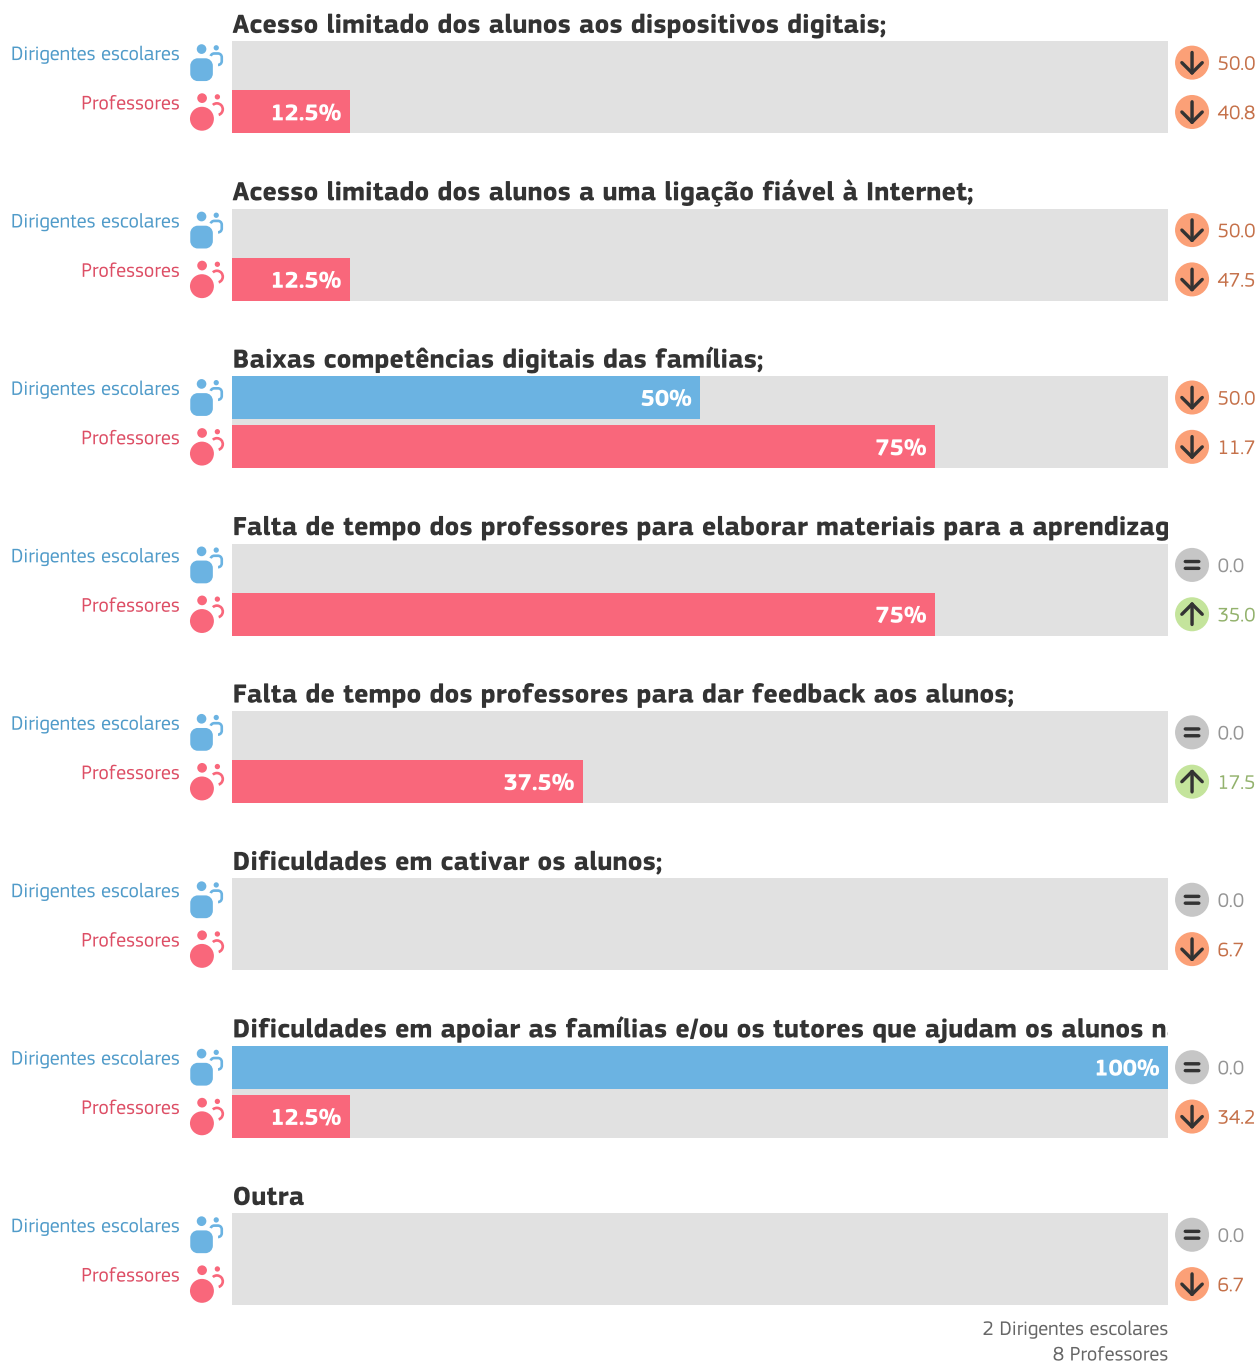 Acesso limitado dos alunos aos dispositivos digitais;
Dirigentes escolares 50.0
Professores 12.5% 40.8
Acesso limitado dos alunos a uma ligação fiável à Internet;
Dirigentes escolares 50.0
Professores 12.5% 47.5
Baixas competências digitais das famílias;
Dirigentes escolares 50% 50.0
Professores 75% 11.7
Falta de tempo dos professores para elaborar materiais para a aprendizag
Dirigentes escolares = 0.0
Professores 75% 35.0
Falta de tempo dos professores para dar feedback aos alunos;
Dirigentes escolares = 0.0
Professores 37.5% 17.5
Dificuldades em cativar os alunos;
Dirigentes escolares = 0.0
Professores 6.7
Dificuldades em apoiar as famílias e/ou os tutores que ajudam os alunos n
Dirigentes escolares 100% = 0.0
Professores 12.5% 34.2
Outra
Dirigentes escolares = 0.0
Professores 6.7
2 Dirigentes escolares
8 Professores